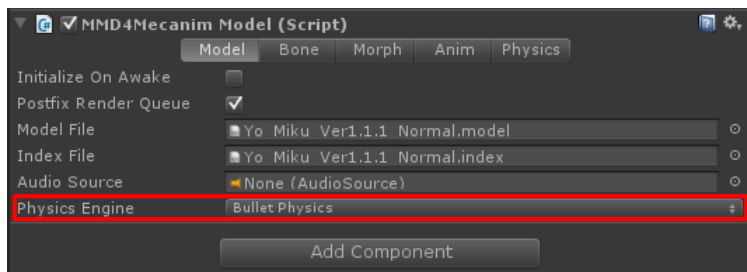 MMD4Mecanim Model (Script)
Model Bone Morph Anim Physics
Initialize On Awake
Postfix Render Queue
Model File Yo Miku Ver1.1.1 Normal.model
Index File Yo Miku Ver1.1.1 Normal.index
Audio Source None (AudioSource)
Physics Engine Bullet Physics
Add Component